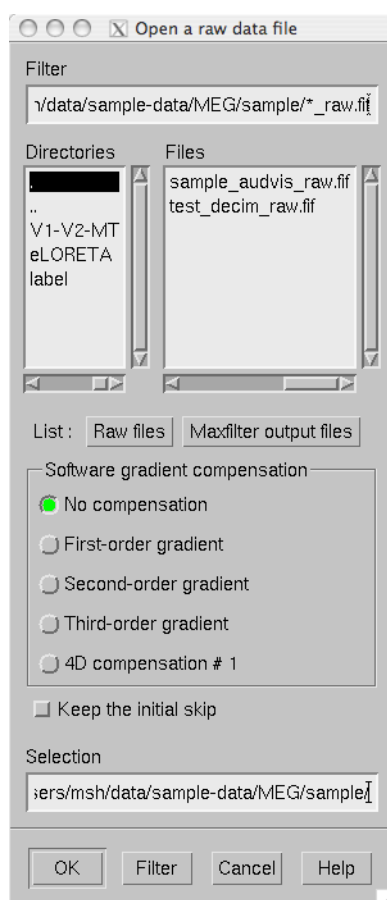 X Open a raw data file
Filter
/data/sample-data/MEG/sample/*_raw.fif
Directories Files
.
..
V1-V2-MT
eLORETA
label
sample_audvis_raw.fif
test_decim_raw.fif
List : Raw files Maxfilter output files
Software gradient compensation
No compensation
First-order gradient
Second-order gradient
Third-order gradient
4D compensation # 1
Keep the initial skip
Selection
sers/msh/data/sample-data/MEG/sample/
OK Filter Cancel Help